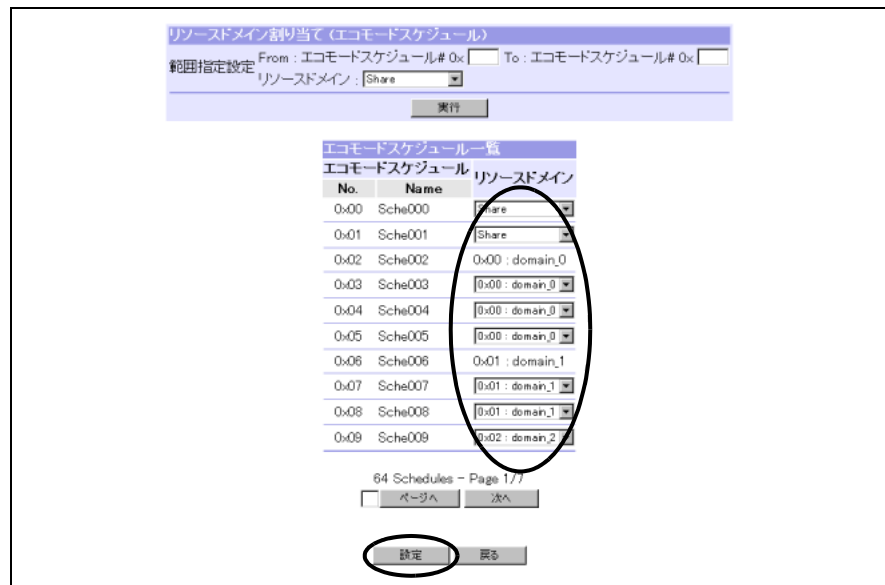 リソースドメイン割り当て (エコモードスケジュール)
範囲指定設定 From : エコモードスケジュール# 0x To : エコモードスケジュール# 0x
リソースドメイン : Share
実行
エコモードスケジュール一覧
エコモードスケジュール リソースドメイン
No. Name
0x00 Sche000 Share
0x01 Sche001 Share
0x02 Sche002 0x00 : domain_0
0x03 Sche003 0x00 : domain_0
0x04 Sche004 0x00 : domain_0
0x05 Sche005 0x00 : domain_0
0x06 Sche006 0x01 : domain_1
0x07 Sche007 0x01 : domain_1
0x08 Sche008 0x01 : domain_1
0x09 Sche009 0x02 : domain_2
64 Schedules - Page 1/7
ページへ 次へ
設定 戻る